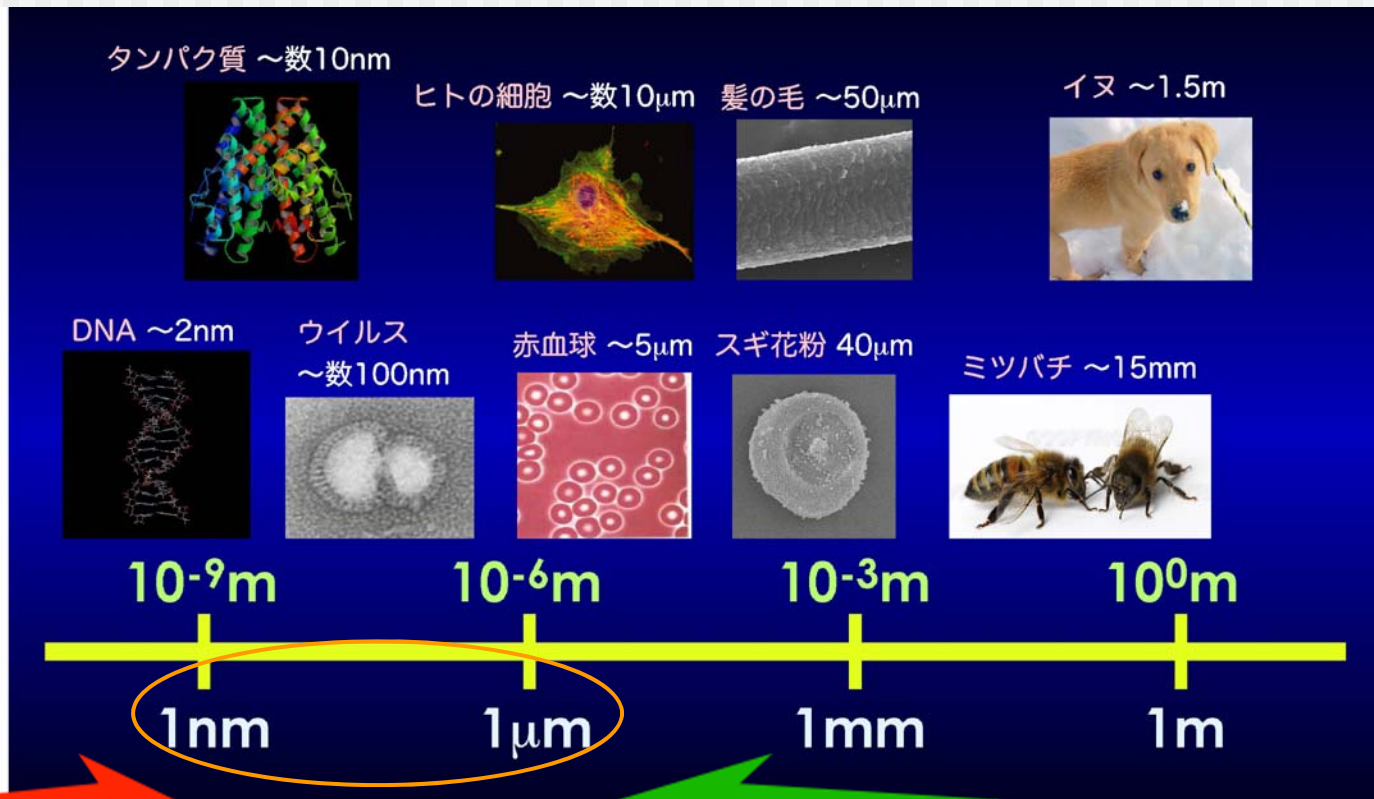 タンパク質 ～数10nm
ヒトの細胞 ～数10μm
髪の毛 ～50μm
イヌ ～1.5m
DNA ～2nm
ウイルス
～数100nm
赤血球 ～5μm
スギ花粉 40μm
ミツバチ ～15mm
10⁻⁹m
10⁻⁶m
10⁻³m
10⁰m
1nm
1μm
1mm
1m